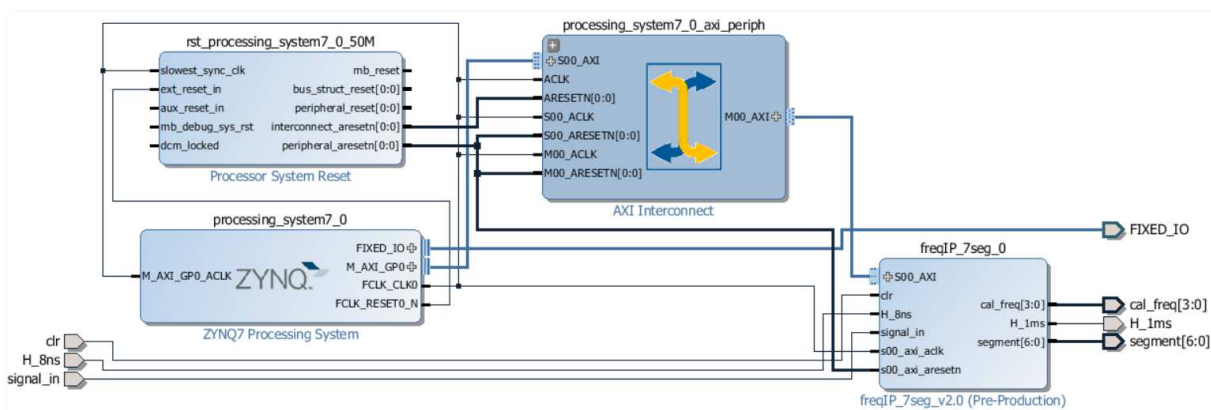 processing_system7_0_axi_periph
rst_processing_system7_0_50M
slowest_sync_clk
ext_reset_in
aux_reset_in
mb_debug_sys_rst
dcm_locked
mb_reset
bus_struct_reset[0:0]
peripheral_reset[0:0]
interconnect_aresetn[0:0]
peripheral_aresetn[0:0]
Processor System Reset
S00_AXI
ACLK
ARESETN[0:0]
S00_ACLK
S00_ARESETN[0:0]
M00_ACLK
M00_ARESETN[0:0]
M00_AXI
AXI Interconnect
processing_system7_0
M_AXI_GP0_ACLK
ZYNQ
FIXED_IO
M_AXI_GP0
FCLK_CLK0
FCLK_RESET0_N
ZYNQ7 Processing System
clr
H_8ns
signal_in
freqIP_7seg_0
S00_AXI
clr
H_8ns
signal_in
s00_axi_aclk
s00_axi_aresetn
cal_freq[3:0]
H_1ms
segment[6:0]
freqIP_7seg_v2.0 (Pre-Production)
FIXED_IO
cal_freq[3:0]
H_1ms
segment[6:0]